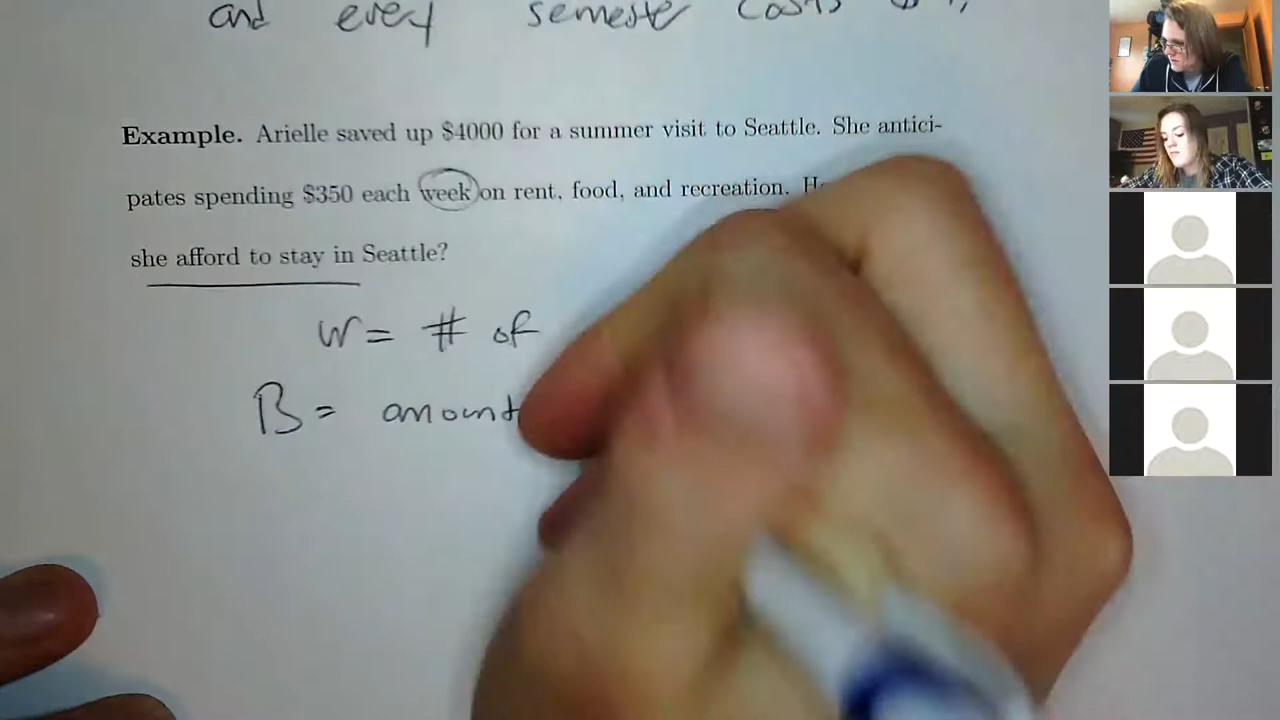 and every semester costs $
Example. Arielle saved up $4000 for a summer visit to Seattle. She antici-
pates spending $350 each week on rent, food, and recreation.
she afford to stay in Seattle?
W = # of
B = amount